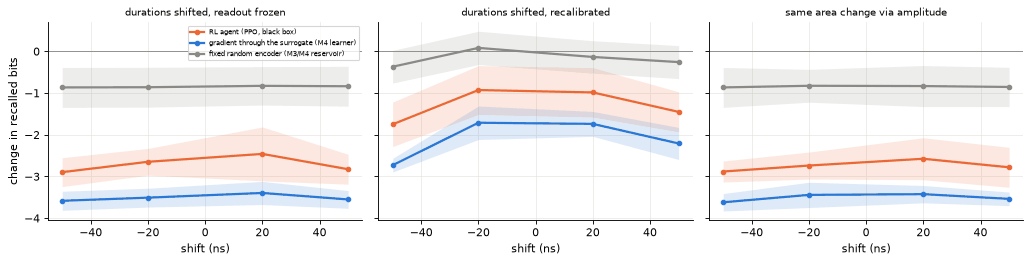 durations shifted, readout frozen
durations shifted, recalibrated
same area change via amplitude
RL agent (PPO, black box)
gradient through the surrogate (M4 learner)
fixed random encoder (M3/M4 reservoir)
change in recalled bits
0
−1
−2
−3
−4
−40 −20 0 20 40
−40 −20 0 20 40
−40 −20 0 20 40
shift (ns)
shift (ns)
shift (ns)